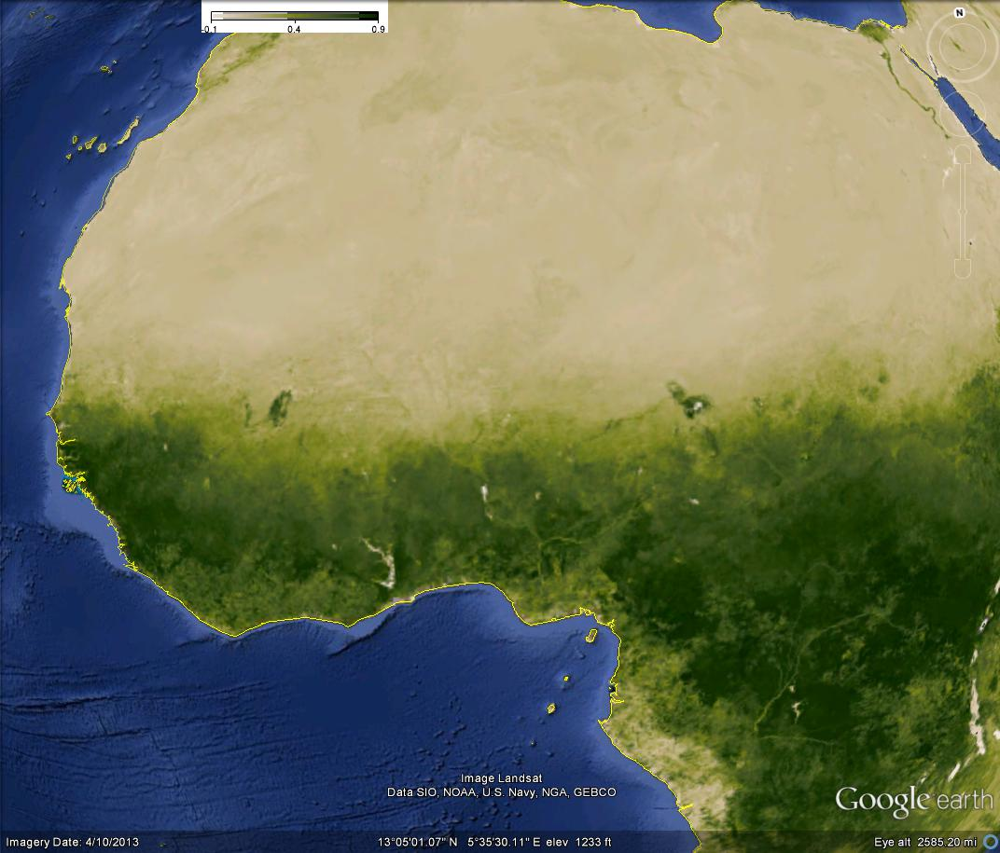 -0.1 0.4 0.9
N
Image Landsat
Data SIO, NOAA, U.S. Navy, NGA, GEBCO
Google earth
Imagery Date: 4/10/2013 13°05'01.07" N 5°35'30.11" E elev 1233 ft Eye alt 2585.20 mi